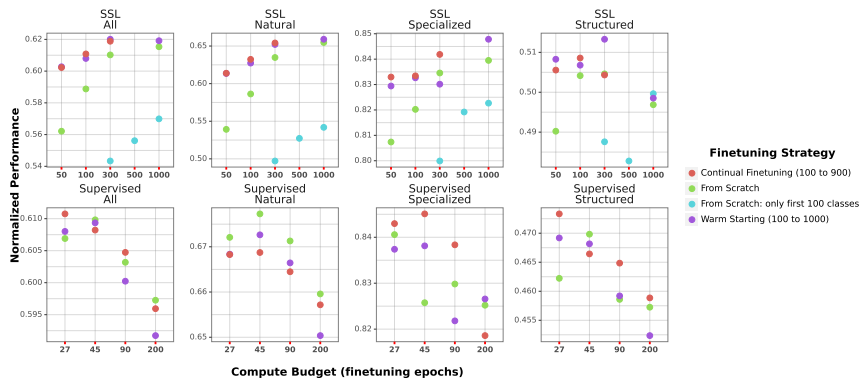 SSL
All
SSL
Natural
SSL
Specialized
SSL
Structured
0.62
0.60
0.58
0.56
0.54
50 100 300 500 1000
0.65
0.60
0.55
0.50
50 100 300 500 1000
0.85
0.84
0.83
0.82
0.81
0.80
50 100 300 500 1000
0.51
0.50
0.49
50 100 300 500 1000
Normalized Performance
Supervised
All
Supervised
Natural
Supervised
Specialized
Supervised
Structured
0.610
0.605
0.600
0.595
27 45 90 200
0.67
0.66
0.65
27 45 90 200
0.84
0.83
0.82
27 45 90 200
0.470
0.465
0.460
0.455
27 45 90 200
Compute Budget (finetuning epochs)
Finetuning Strategy
Continual Finetuning (100 to 900)
From Scratch
From Scratch: only first 100 classes
Warm Starting (100 to 1000)